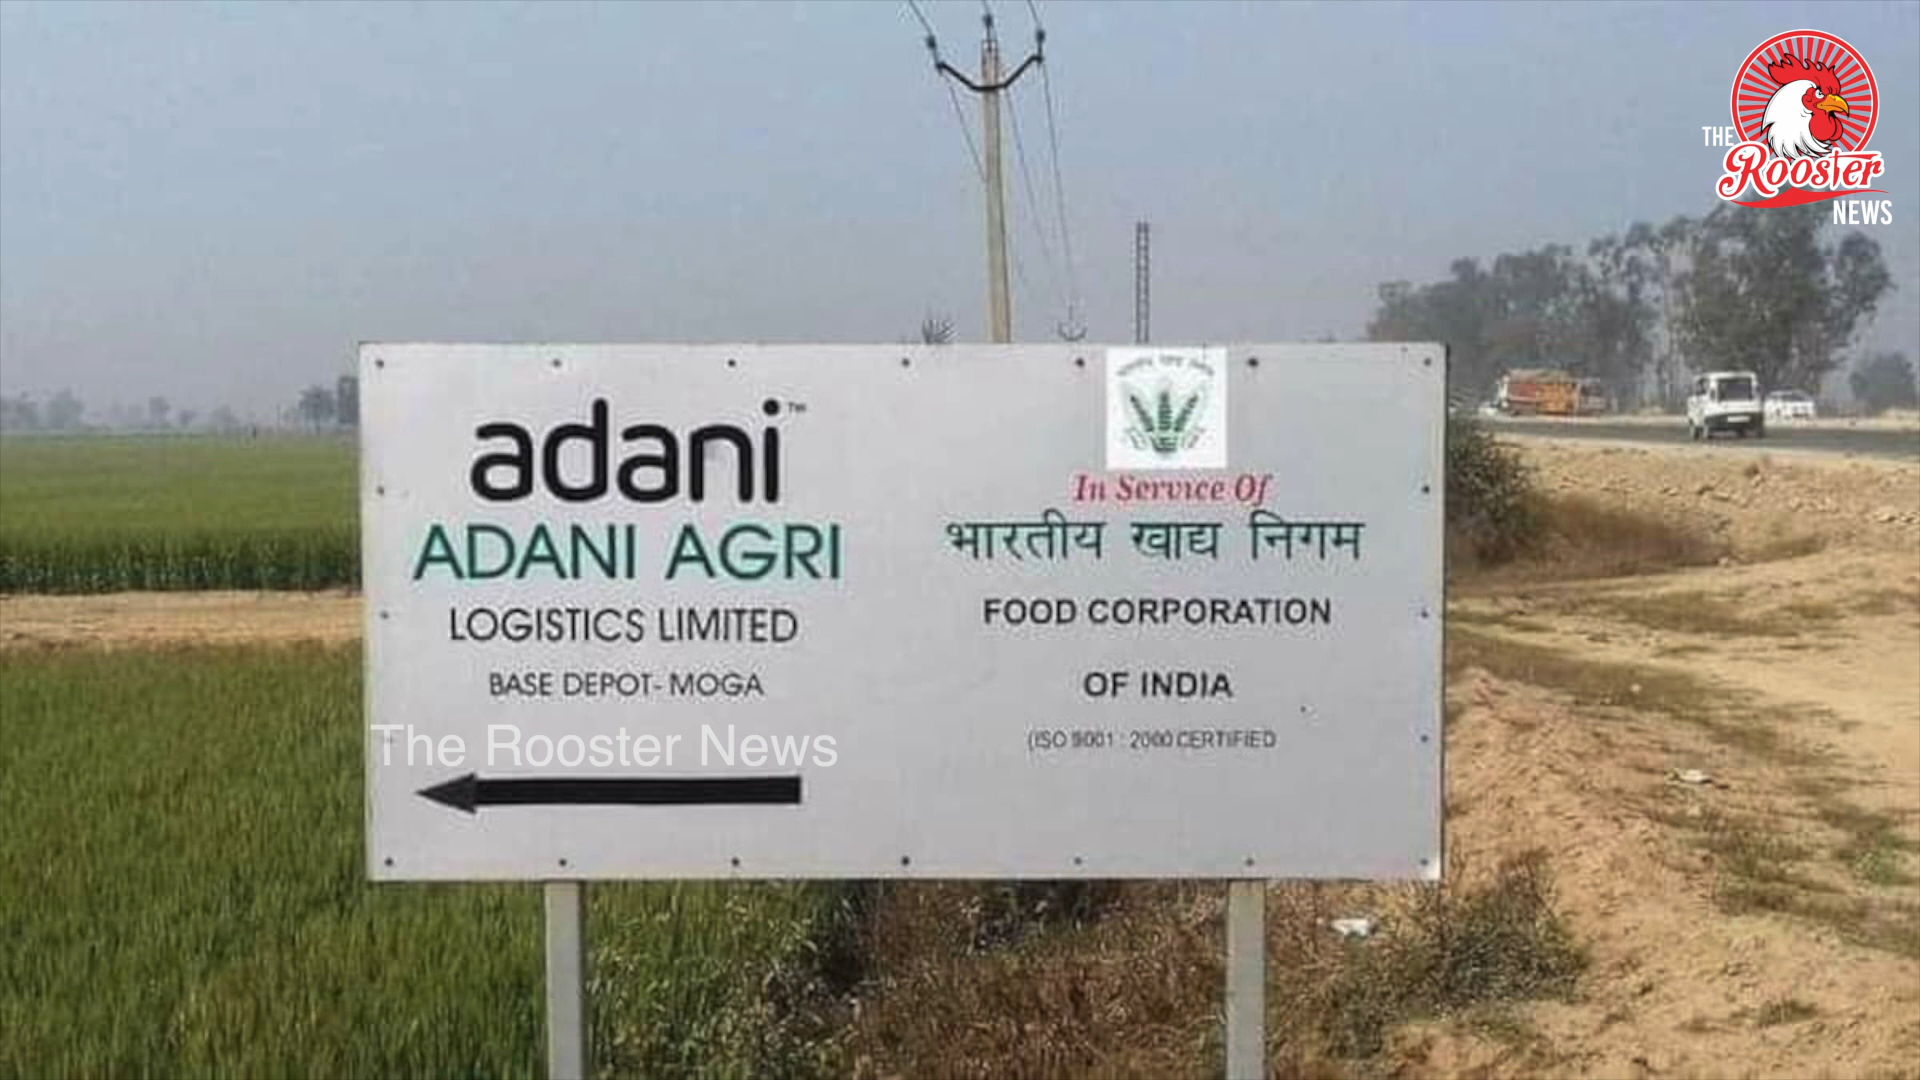 THE
Rooster
NEWS
adani™
ADANI AGRI
LOGISTICS LIMITED
BASE DEPOT- MOGA
The Rooster News
In Service Of
भारतीय खाद्य निगम
FOOD CORPORATION
OF INDIA
(ISO 9001 : 2000 CERTIFIED